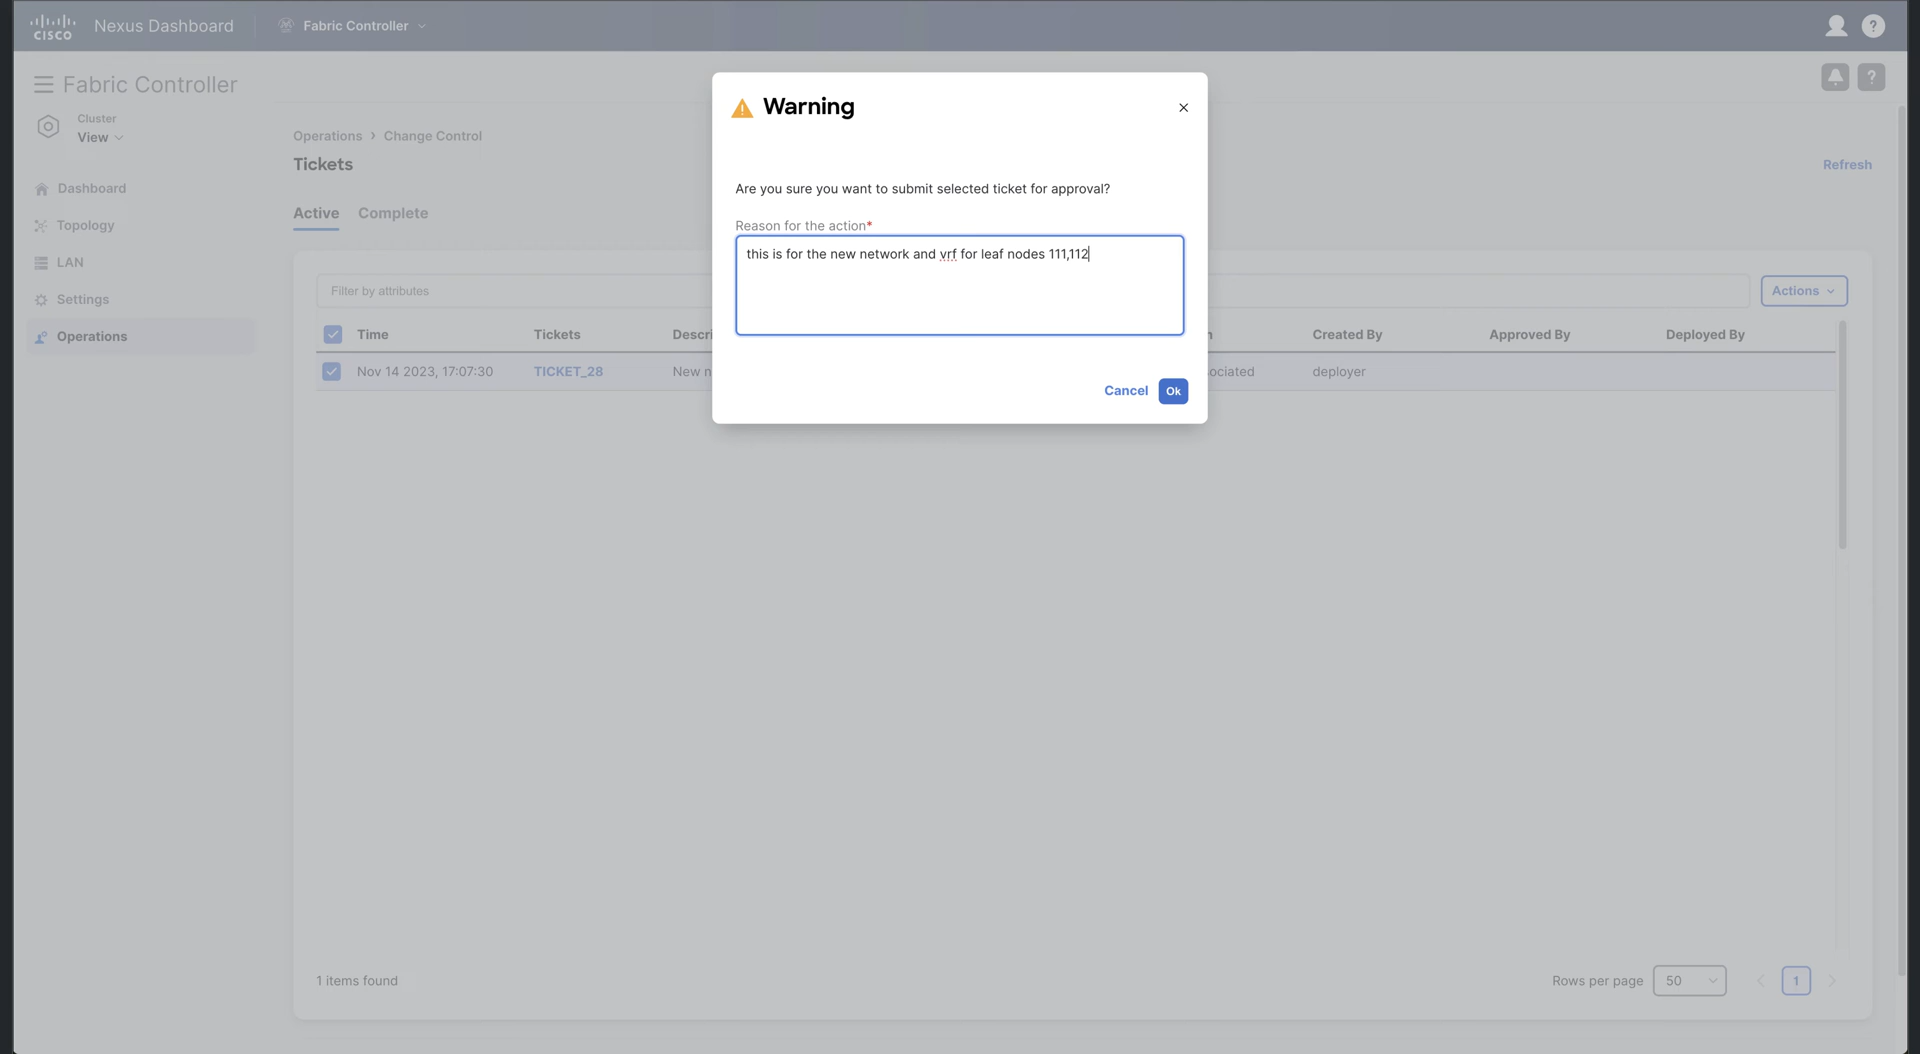 CISCO Nexus Dashboard Fabric Controller ?
Fabric Controller ?
Cluster
View
Dashboard
Topology
LAN
Settings
Operations
Operations > Change Control
Tickets
Refresh
Active Complete
Filter by attributes
Actions
Time Tickets Descri Created By Approved By Deployed By
Nov 14 2023, 17:07:30 TICKET_28 New n ociated deployer
Warning
Are you sure you want to submit selected ticket for approval?
Reason for the action*
this is for the new network and vrf for leaf nodes 111,112
Cancel Ok
1 items found
Rows per page 50 1